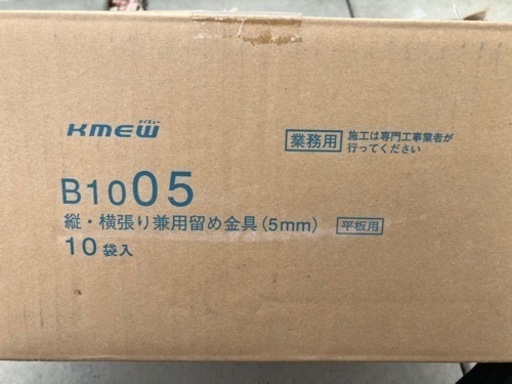 ケイミュー
KMEW
業務用
施工は専門工事業者が
行ってください
B1005
縦・横張り兼用留め金具(5mm) 平板用
10袋入